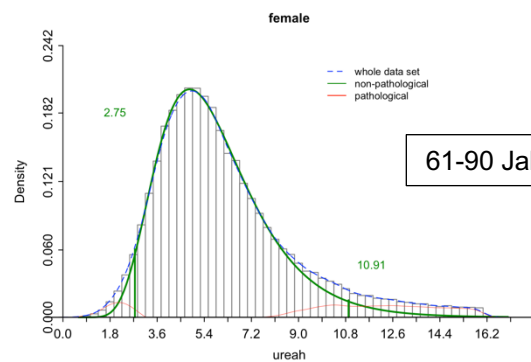 female
0.242
0.182
0.121
0.060
0.000
Density
whole data set
non-pathological
pathological
2.75
61-90
10.91
0.0 1.8 3.6 5.4 7.2 9.0 10.8 12.6 14.4 16.2
ureah